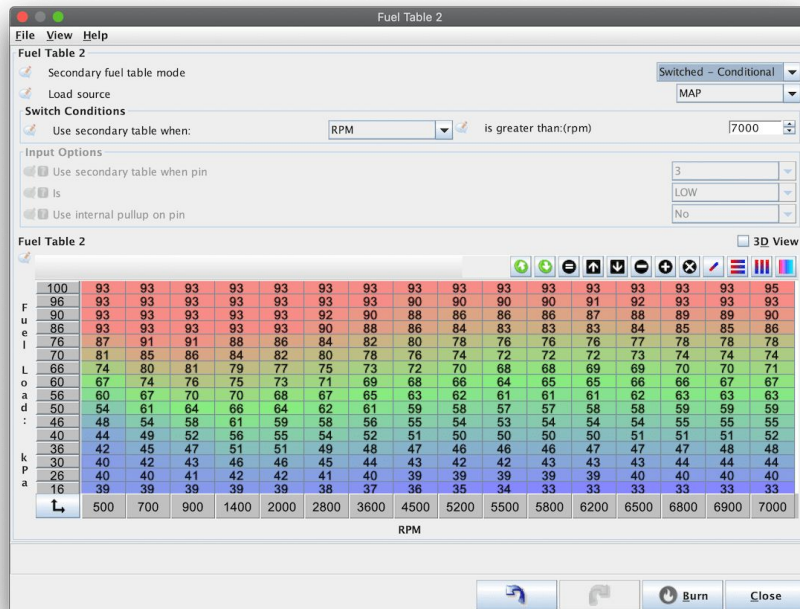 Fuel Table 2
File View Help
Fuel Table 2
Secondary fuel table mode Switched - Conditional
Load source MAP
Switch Conditions
Use secondary table when: RPM is greater than:(rpm) 7000
Input Options
Use secondary table when pin 3
Is LOW
Use internal pullup on pin No
Fuel Table 2 3D View
Fuel Load: kPa
100 93 93 93 93 93 93 93 93 93 93 93 93 93 93 93 95
96 93 93 93 93 93 93 93 90 90 90 90 91 92 93 93 93
90 93 93 93 93 92 90 90 88 86 86 86 87 88 89 89 90
86 93 93 93 93 93 90 88 86 84 83 83 83 84 85 85 86
76 87 91 91 88 86 84 82 80 78 76 76 76 77 78 78 78
70 81 85 86 84 82 80 78 76 74 72 72 72 73 74 74 74
66 74 80 81 79 77 75 73 72 70 68 68 69 69 70 70 71
60 67 74 76 75 73 71 69 68 66 64 65 65 66 66 67 67
56 60 67 70 70 68 67 65 63 62 61 61 61 62 63 63 63
50 54 61 64 66 64 62 61 59 58 57 57 58 58 59 59 59
46 48 54 58 61 59 58 56 55 54 53 54 54 54 55 55 55
40 44 49 52 56 55 54 52 51 50 50 50 50 51 51 51 52
36 42 45 47 51 51 49 48 47 46 46 46 47 47 47 48 48
30 40 42 43 46 46 45 44 43 42 42 43 43 43 44 44 44
26 40 40 41 42 42 41 40 39 39 39 39 39 39 40 40 40
16 39 39 39 39 39 38 37 36 35 34 33 33 33 33 33 33
500 700 900 1400 2000 2800 3600 4500 5200 5500 5800 6200 6500 6800 6900 7000
RPM
Burn Close